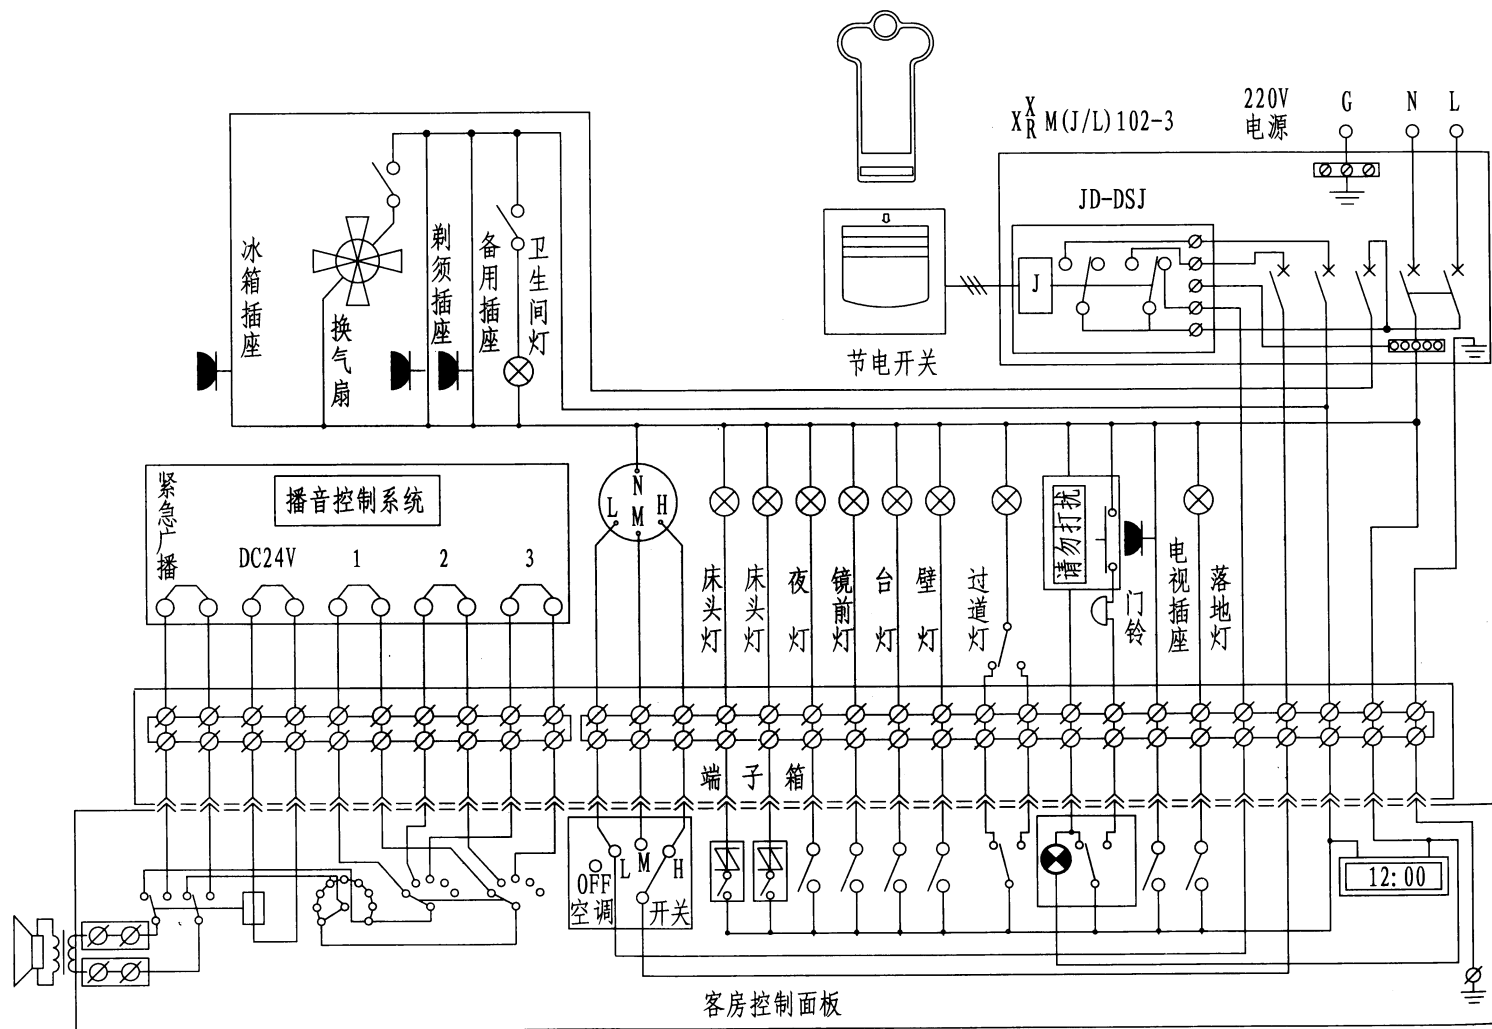 220V
电源
G
N
L
X X/R M(J/L)102-3
JD-DSJ
J
节电开关
冰箱插座
换气扇
剃须插座
备用插座
卫生间灯
紧急广播
播音控制系统
DC24V
1
2
3
N
L
M
H
床头灯
床头灯
夜灯
镜前灯
台灯
壁灯
过道灯
请勿打扰
门铃
电视插座
落地灯
端子箱
L
M
H
OFF
空调
开关
12:00
客房控制面板